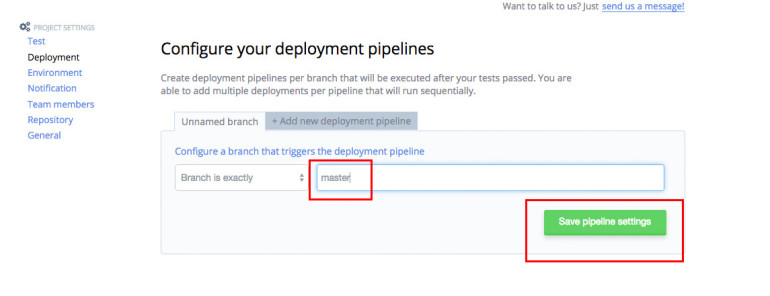 Want to talk to us? Just send us a message!
PROJECT SETTINGS
Test
Deployment
Environment
Notification
Team members
Repository
General
Configure your deployment pipelines
Create deployment pipelines per branch that will be executed after your tests passed. You are
able to add multiple deployments per pipeline that will run sequentially.
Unnamed branch
+ Add new deployment pipeline
Configure a branch that triggers the deployment pipeline
Branch is exactly
master
Save pipeline settings